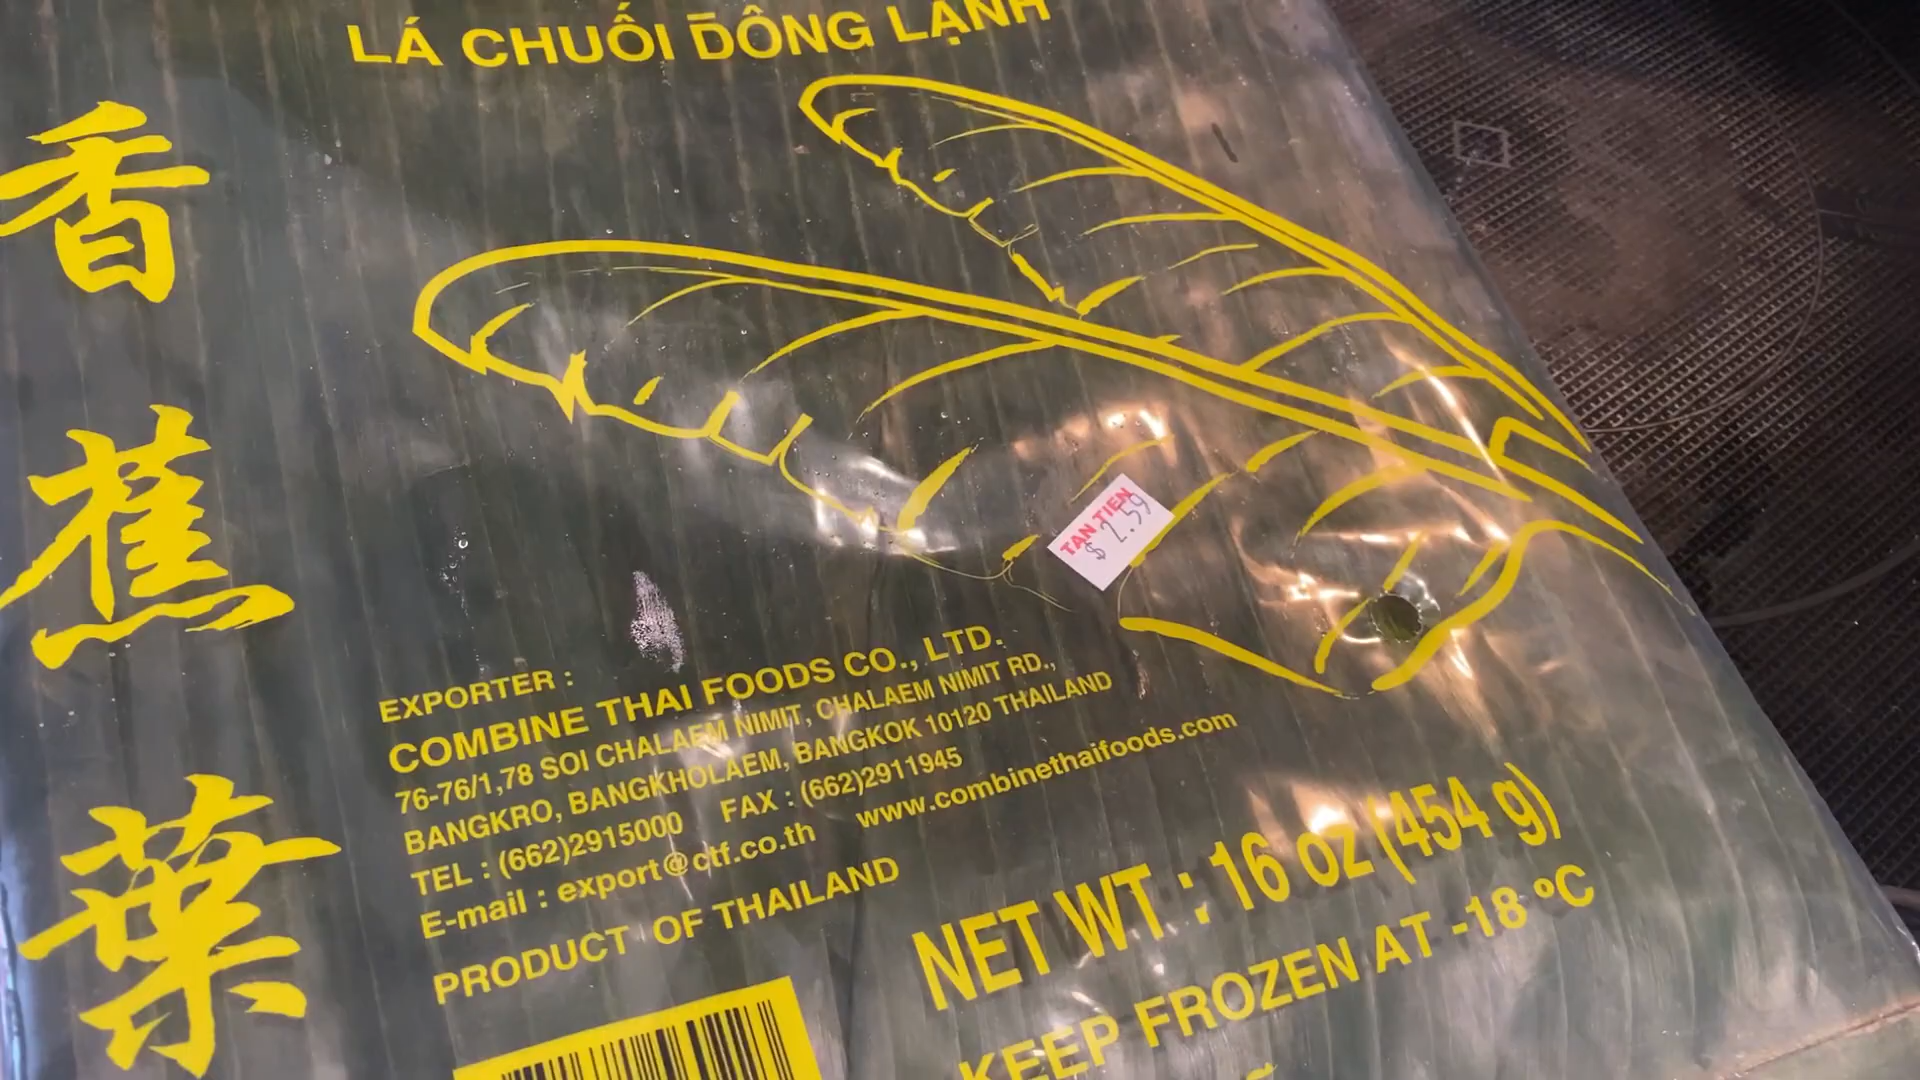 LÁ CHUỐI ĐÔNG LẠNH
香
蕉
葉
TAN TIEN
$ 2.59
EXPORTER :
COMBINE THAI FOODS CO., LTD.
76-76/1,78 SOI CHALAEM NIMIT, CHALAEM NIMIT RD.,
BANGKRO, BANGKHOLAEM, BANGKOK 10120 THAILAND
TEL : (662)2915000 FAX : (662)2911945
E-mail : export@ctf.co.th www.combinethaifoods.com
PRODUCT OF THAILAND
NET WT : 16 oz (454 g)
KEEP FROZEN AT -18 ºC